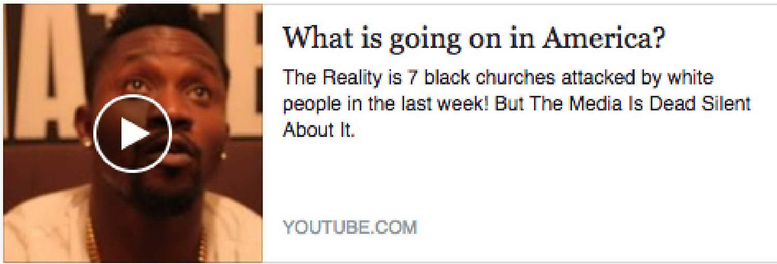 What is going on in America?
The Reality is 7 black churches attacked by white
people in the last week! But The Media Is Dead Silent
About It.
YOUTUBE.COM